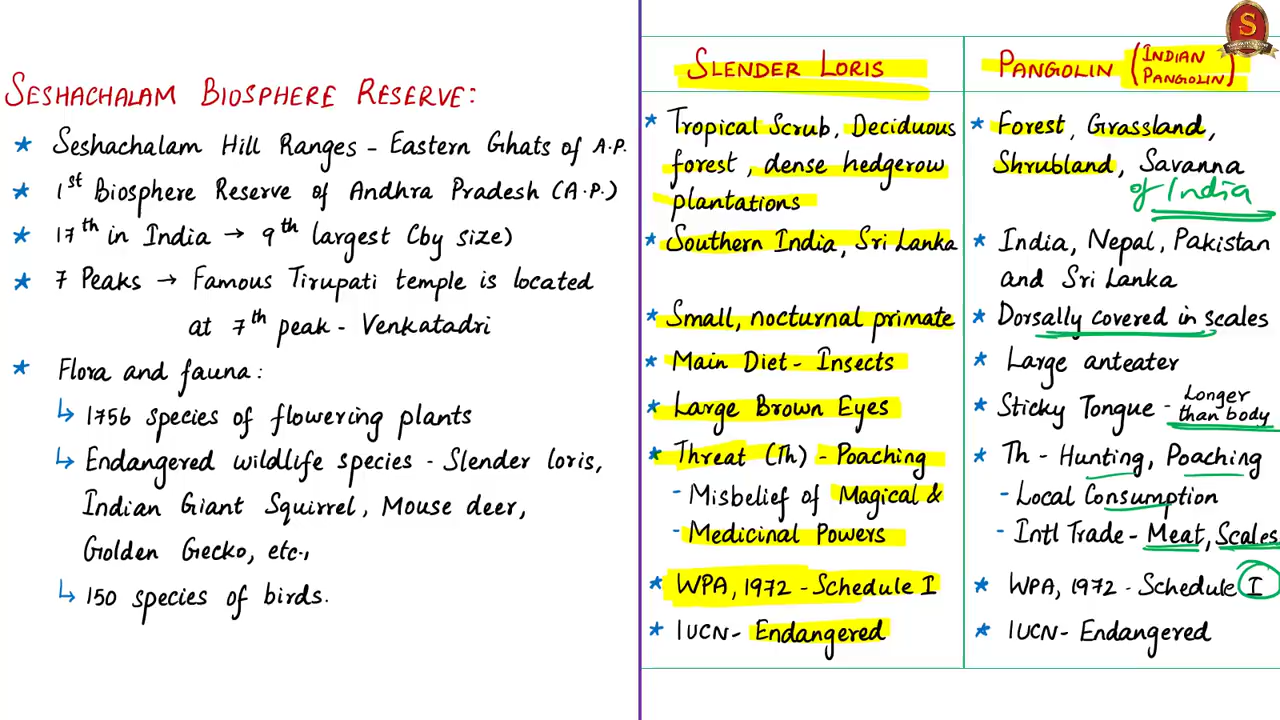 SESHACHALAM BIOSPHERE RESERVE:
* Seshachalam Hill Ranges - Eastern Ghats of A.P.
* 1st Biosphere Reserve of Andhra Pradesh (A.P.)
* 17th in India → 9th largest (by size)
* 7 Peaks → Famous Tirupati temple is located
at 7th peak - Venkatadri
* Flora and fauna:
↳ 1756 species of flowering plants
↳ Endangered wildlife species - Slender loris,
Indian Giant Squirrel, Mouse deer,
Golden Gecko, etc.,
↳ 150 species of birds.
SLENDER LORIS
* Tropical Scrub, Deciduous
forest, dense hedgerow
plantations
* Southern India, Sri Lanka
* Small, nocturnal primate
* Main Diet - Insects
* Large Brown Eyes
* Threat (Th) - Poaching
- Misbelief of Magical &
- Medicinal Powers
* WPA, 1972 - Schedule I
* IUCN - Endangered
PANGOLIN (INDIAN
PANGOLIN)
* Forest, Grassland,
Shrubland, Savanna
of India
* India, Nepal, Pakistan
and Sri Lanka
* Dorsally covered in scales
* Large anteater
* Sticky Tongue - Longer
than body
* Th - Hunting, Poaching
- Local Consumption
- Intl Trade - Meat, Scales
* WPA, 1972 - Schedule I
* IUCN - Endangered
S